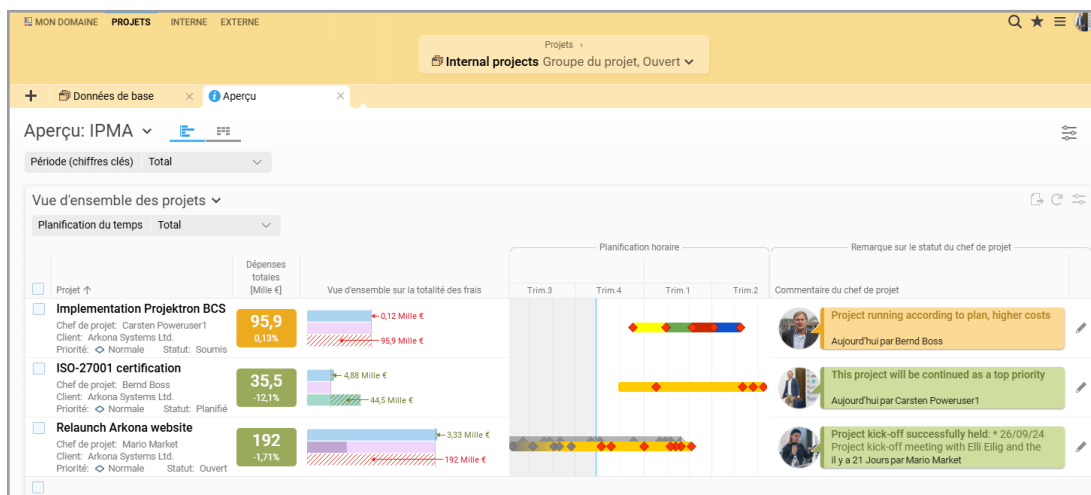 MON DOMAINE PROJETS INTERNE EXTERNE
Projets ›
Internal projects Groupe du projet, Ouvert
Données de base × Aperçu ×
Aperçu: IPMA
Période (chiffres clés) Total
Vue d'ensemble des projets
Planification du temps Total
Planification horaire Remarque sur le statut du chef de projet
Projet ↑ Dépenses totales [Mille €] Vue d'ensemble sur la totalité des frais Trim.3 Trim.4 Trim.1 Trim.2 Commentaire du chef de projet
Implementation Projektron BCS
Chef de projet: Carsten Poweruser1
Client: Arkona Systems Ltd.
Priorité: Normale Statut: Soumis
95,9
0,13%
0,12 Mille €
95,9 Mille €
Project running according to plan, higher costs
Aujourd'hui par Bernd Boss
ISO-27001 certification
Chef de projet: Bernd Boss
Client: Arkona Systems Ltd.
Priorité: Normale Statut: Planifié
35,5
-12,1%
4,88 Mille €
44,5 Mille €
This project will be continued as a top priority
Aujourd'hui par Carsten Poweruser1
Relaunch Arkona website
Chef de projet: Mario Market
Client: Arkona Systems Ltd.
Priorité: Normale Statut: Ouvert
192
-1,71%
3,33 Mille €
192 Mille €
Project kick-off successfully held: * 26/09/24
Project kick-off meeting with Elli Eilig and the
il y a 21 Jours par Mario Market